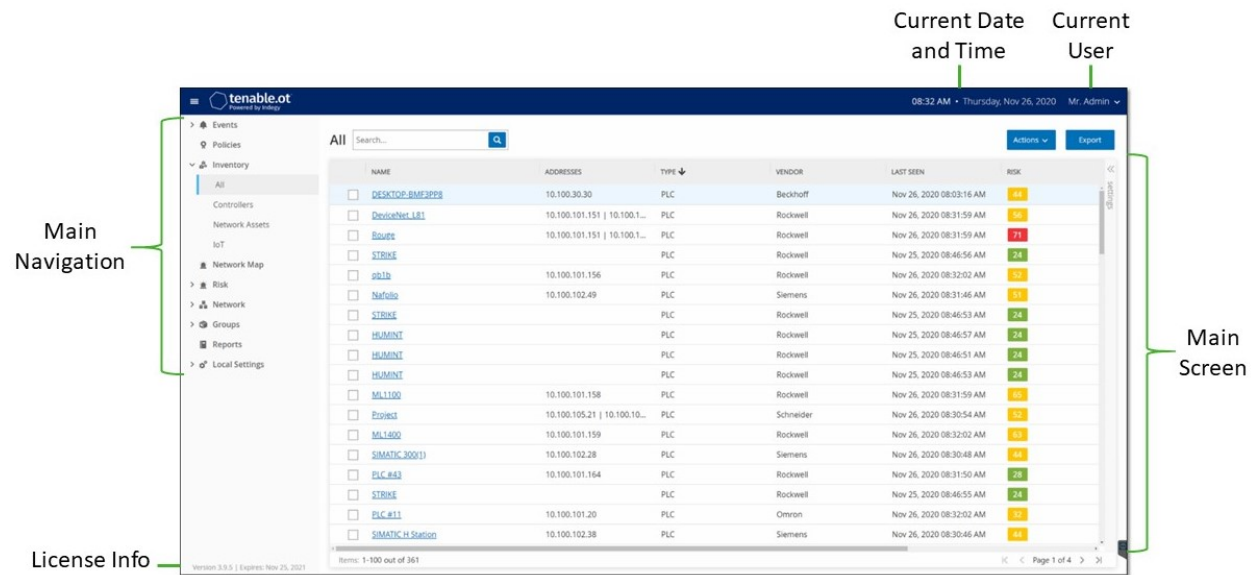 Current Date and Time
Current User
tenable.ot
Powered by Indegy
08:32 AM • Thursday, Nov 26, 2020 Mr. Admin
Main Navigation
Events
Policies
Inventory
All
Controllers
Network Assets
IoT
Network Map
Risk
Network
Groups
Reports
Local Settings
License Info
Version 3.9.5 | Expires: Nov 25, 2021
All Search... Actions Export
NAME ADDRESSES TYPE VENDOR LAST SEEN RISK
settings
DESKTOP-BMF3PP8 10.100.30.30 PLC Beckhoff Nov 26, 2020 08:03:16 AM 44
DeviceNet_L81 10.100.101.151 | 10.100.1... PLC Rockwell Nov 26, 2020 08:31:59 AM 56
Rouge 10.100.101.151 | 10.100.1... PLC Rockwell Nov 26, 2020 08:31:59 AM 71
STRIKE PLC Rockwell Nov 25, 2020 08:46:56 AM 24
qb1b 10.100.101.156 PLC Rockwell Nov 26, 2020 08:32:02 AM 52
Nafplio 10.100.102.49 PLC Siemens Nov 26, 2020 08:31:46 AM 51
STRIKE PLC Rockwell Nov 25, 2020 08:46:53 AM 24
HUMINT PLC Rockwell Nov 25, 2020 08:46:57 AM 24
HUMINT PLC Rockwell Nov 25, 2020 08:46:51 AM 24
HUMINT PLC Rockwell Nov 25, 2020 08:46:53 AM 24
ML1100 10.100.101.158 PLC Rockwell Nov 26, 2020 08:31:59 AM 65
Project 10.100.105.21 | 10.100.10... PLC Schneider Nov 26, 2020 08:30:54 AM 52
ML1400 10.100.101.159 PLC Rockwell Nov 26, 2020 08:32:02 AM 63
SIMATIC 300(1) 10.100.102.28 PLC Siemens Nov 26, 2020 08:30:48 AM 44
PLC #43 10.100.101.164 PLC Rockwell Nov 26, 2020 08:31:50 AM 28
STRIKE PLC Rockwell Nov 25, 2020 08:46:55 AM 24
PLC #11 10.100.101.20 PLC Omron Nov 26, 2020 08:32:02 AM 32
SIMATIC H Station 10.100.102.38 PLC Siemens Nov 26, 2020 08:30:46 AM 44
Items: 1-100 out of 361 Page 1 of 4
Main Screen